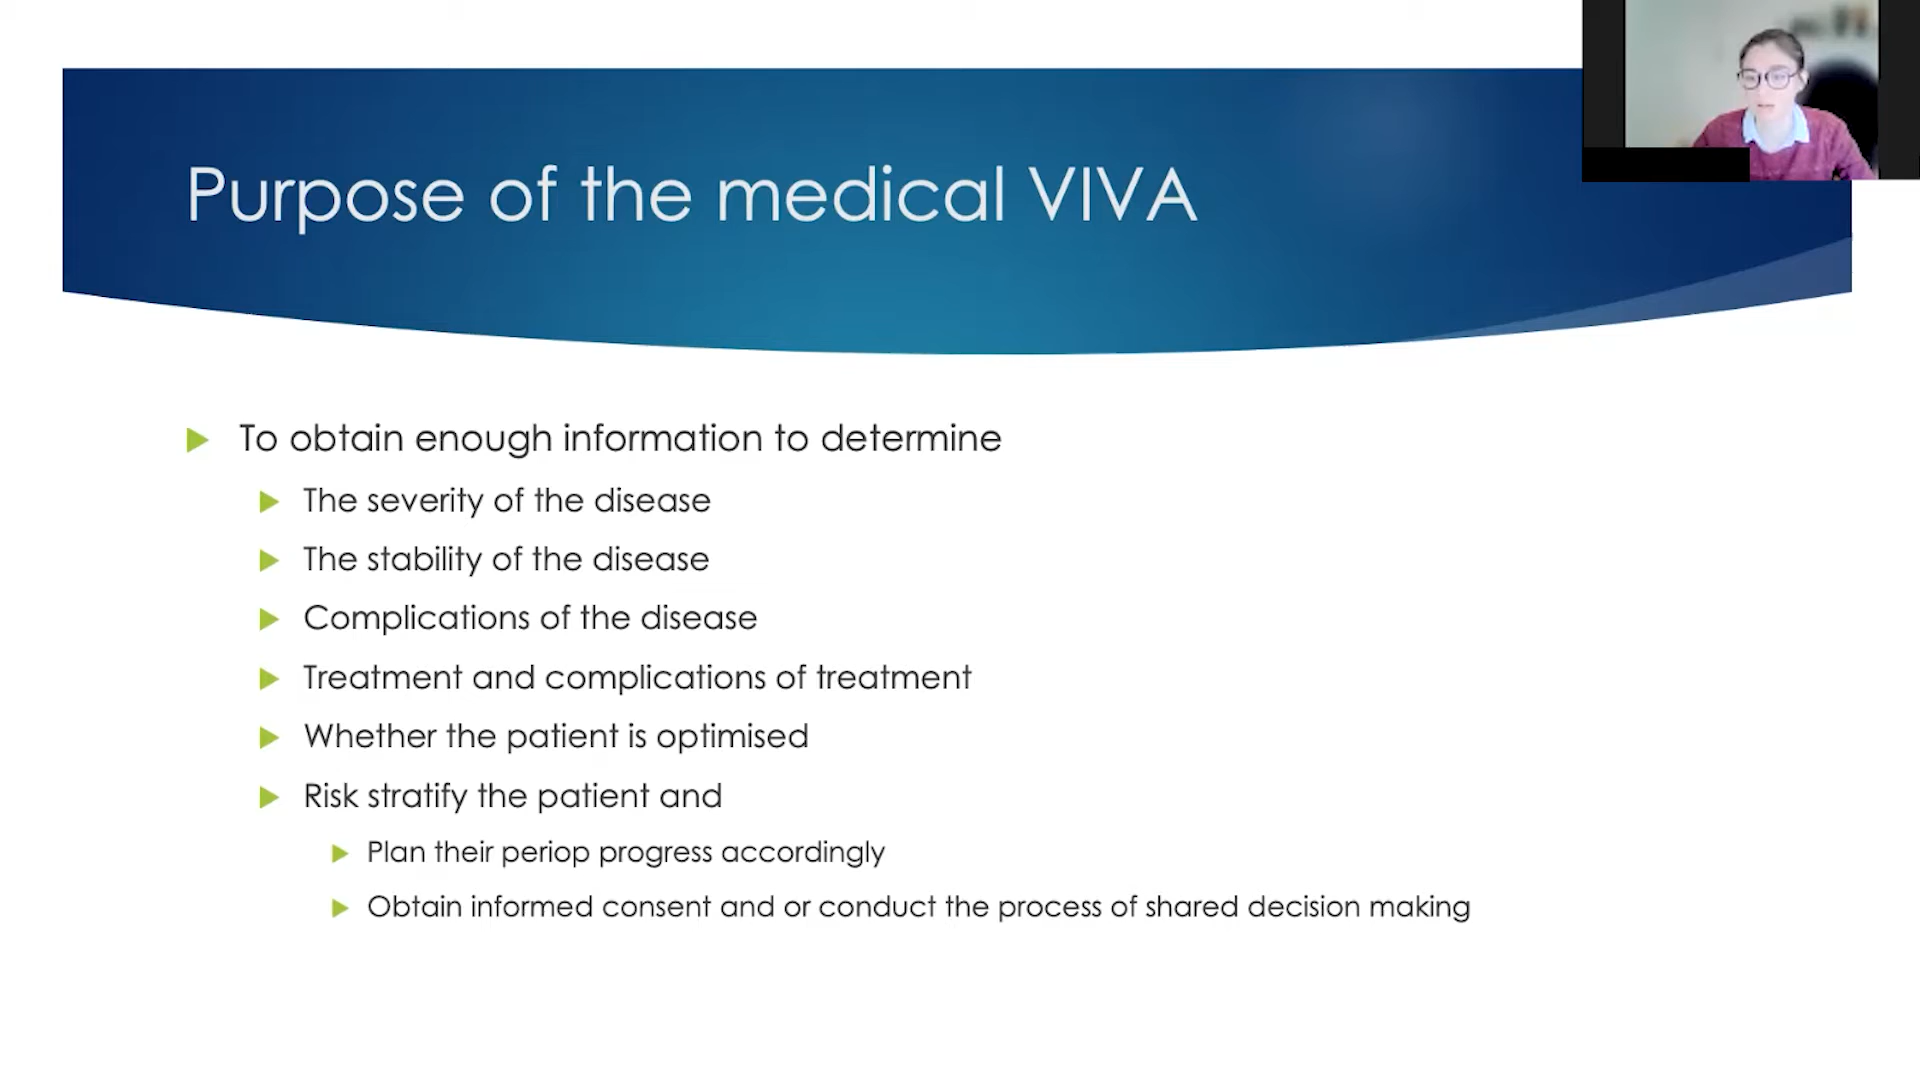 Purpose of the medical VIVA
To obtain enough information to determine
The severity of the disease
The stability of the disease
Complications of the disease
Treatment and complications of treatment
Whether the patient is optimised
Risk stratify the patient and
Plan their periop progress accordingly
Obtain informed consent and or conduct the process of shared decision making